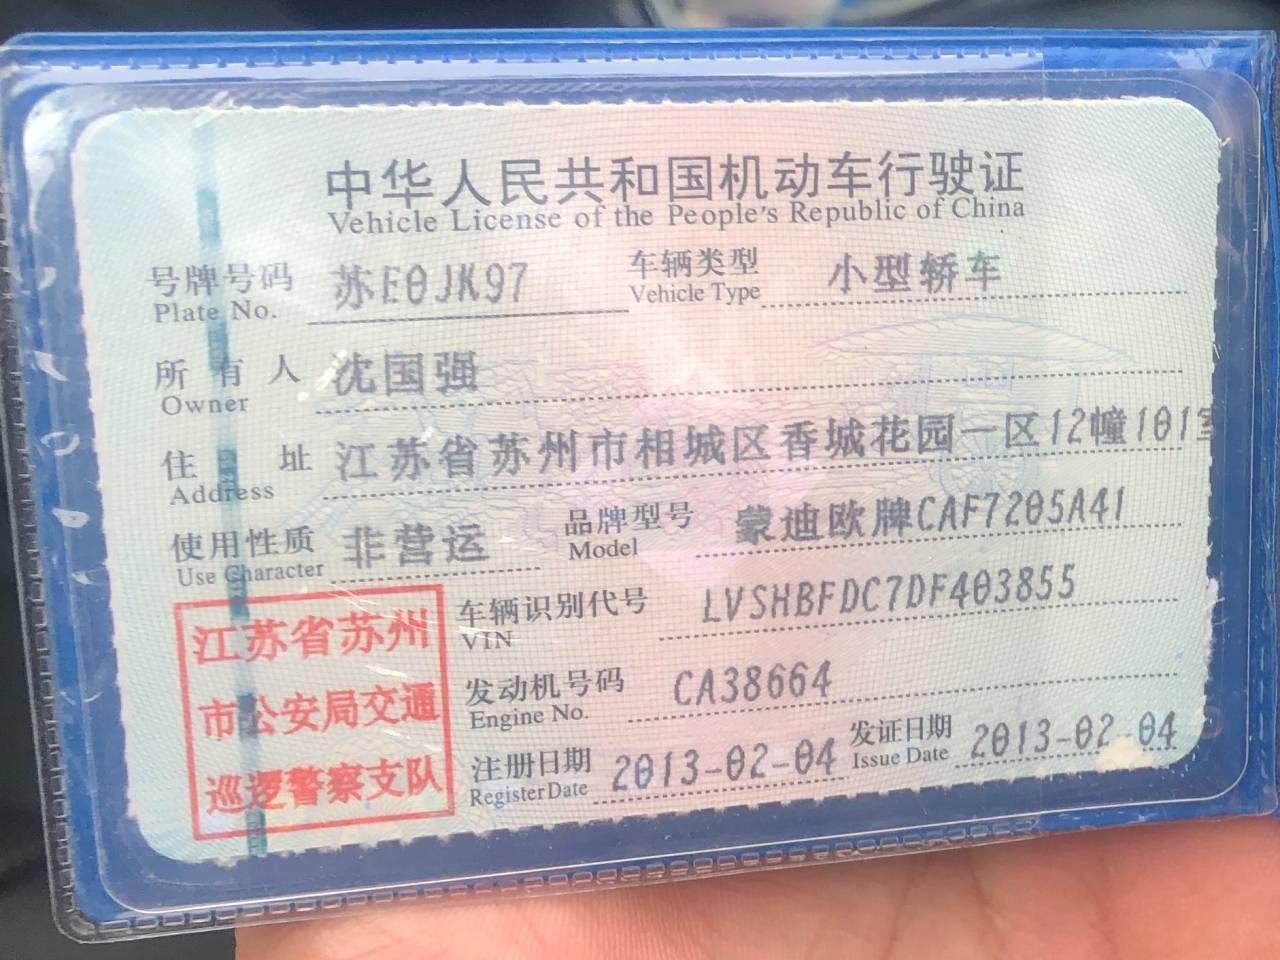 中华人民共和国机动车行驶证
Vehicle License of the People's Republic of China
号牌号码 苏E0JK97 车辆类型 小型轿车
Plate No. Vehicle Type
所有人 沈国强
Owner
住址 江苏省苏州市相城区香城花园一区12幢101室
Address
使用性质 非营运 品牌型号 蒙迪欧牌CAF7205A41
Use Character Model
江苏省苏州 车辆识别代号 LVSHBFDC7DF403855
VIN
市公安局交通 发动机号码 CA38664
Engine No.
巡逻警察支队 注册日期 2013-02-04 发证日期 2013-02-04
Register Date Issue Date